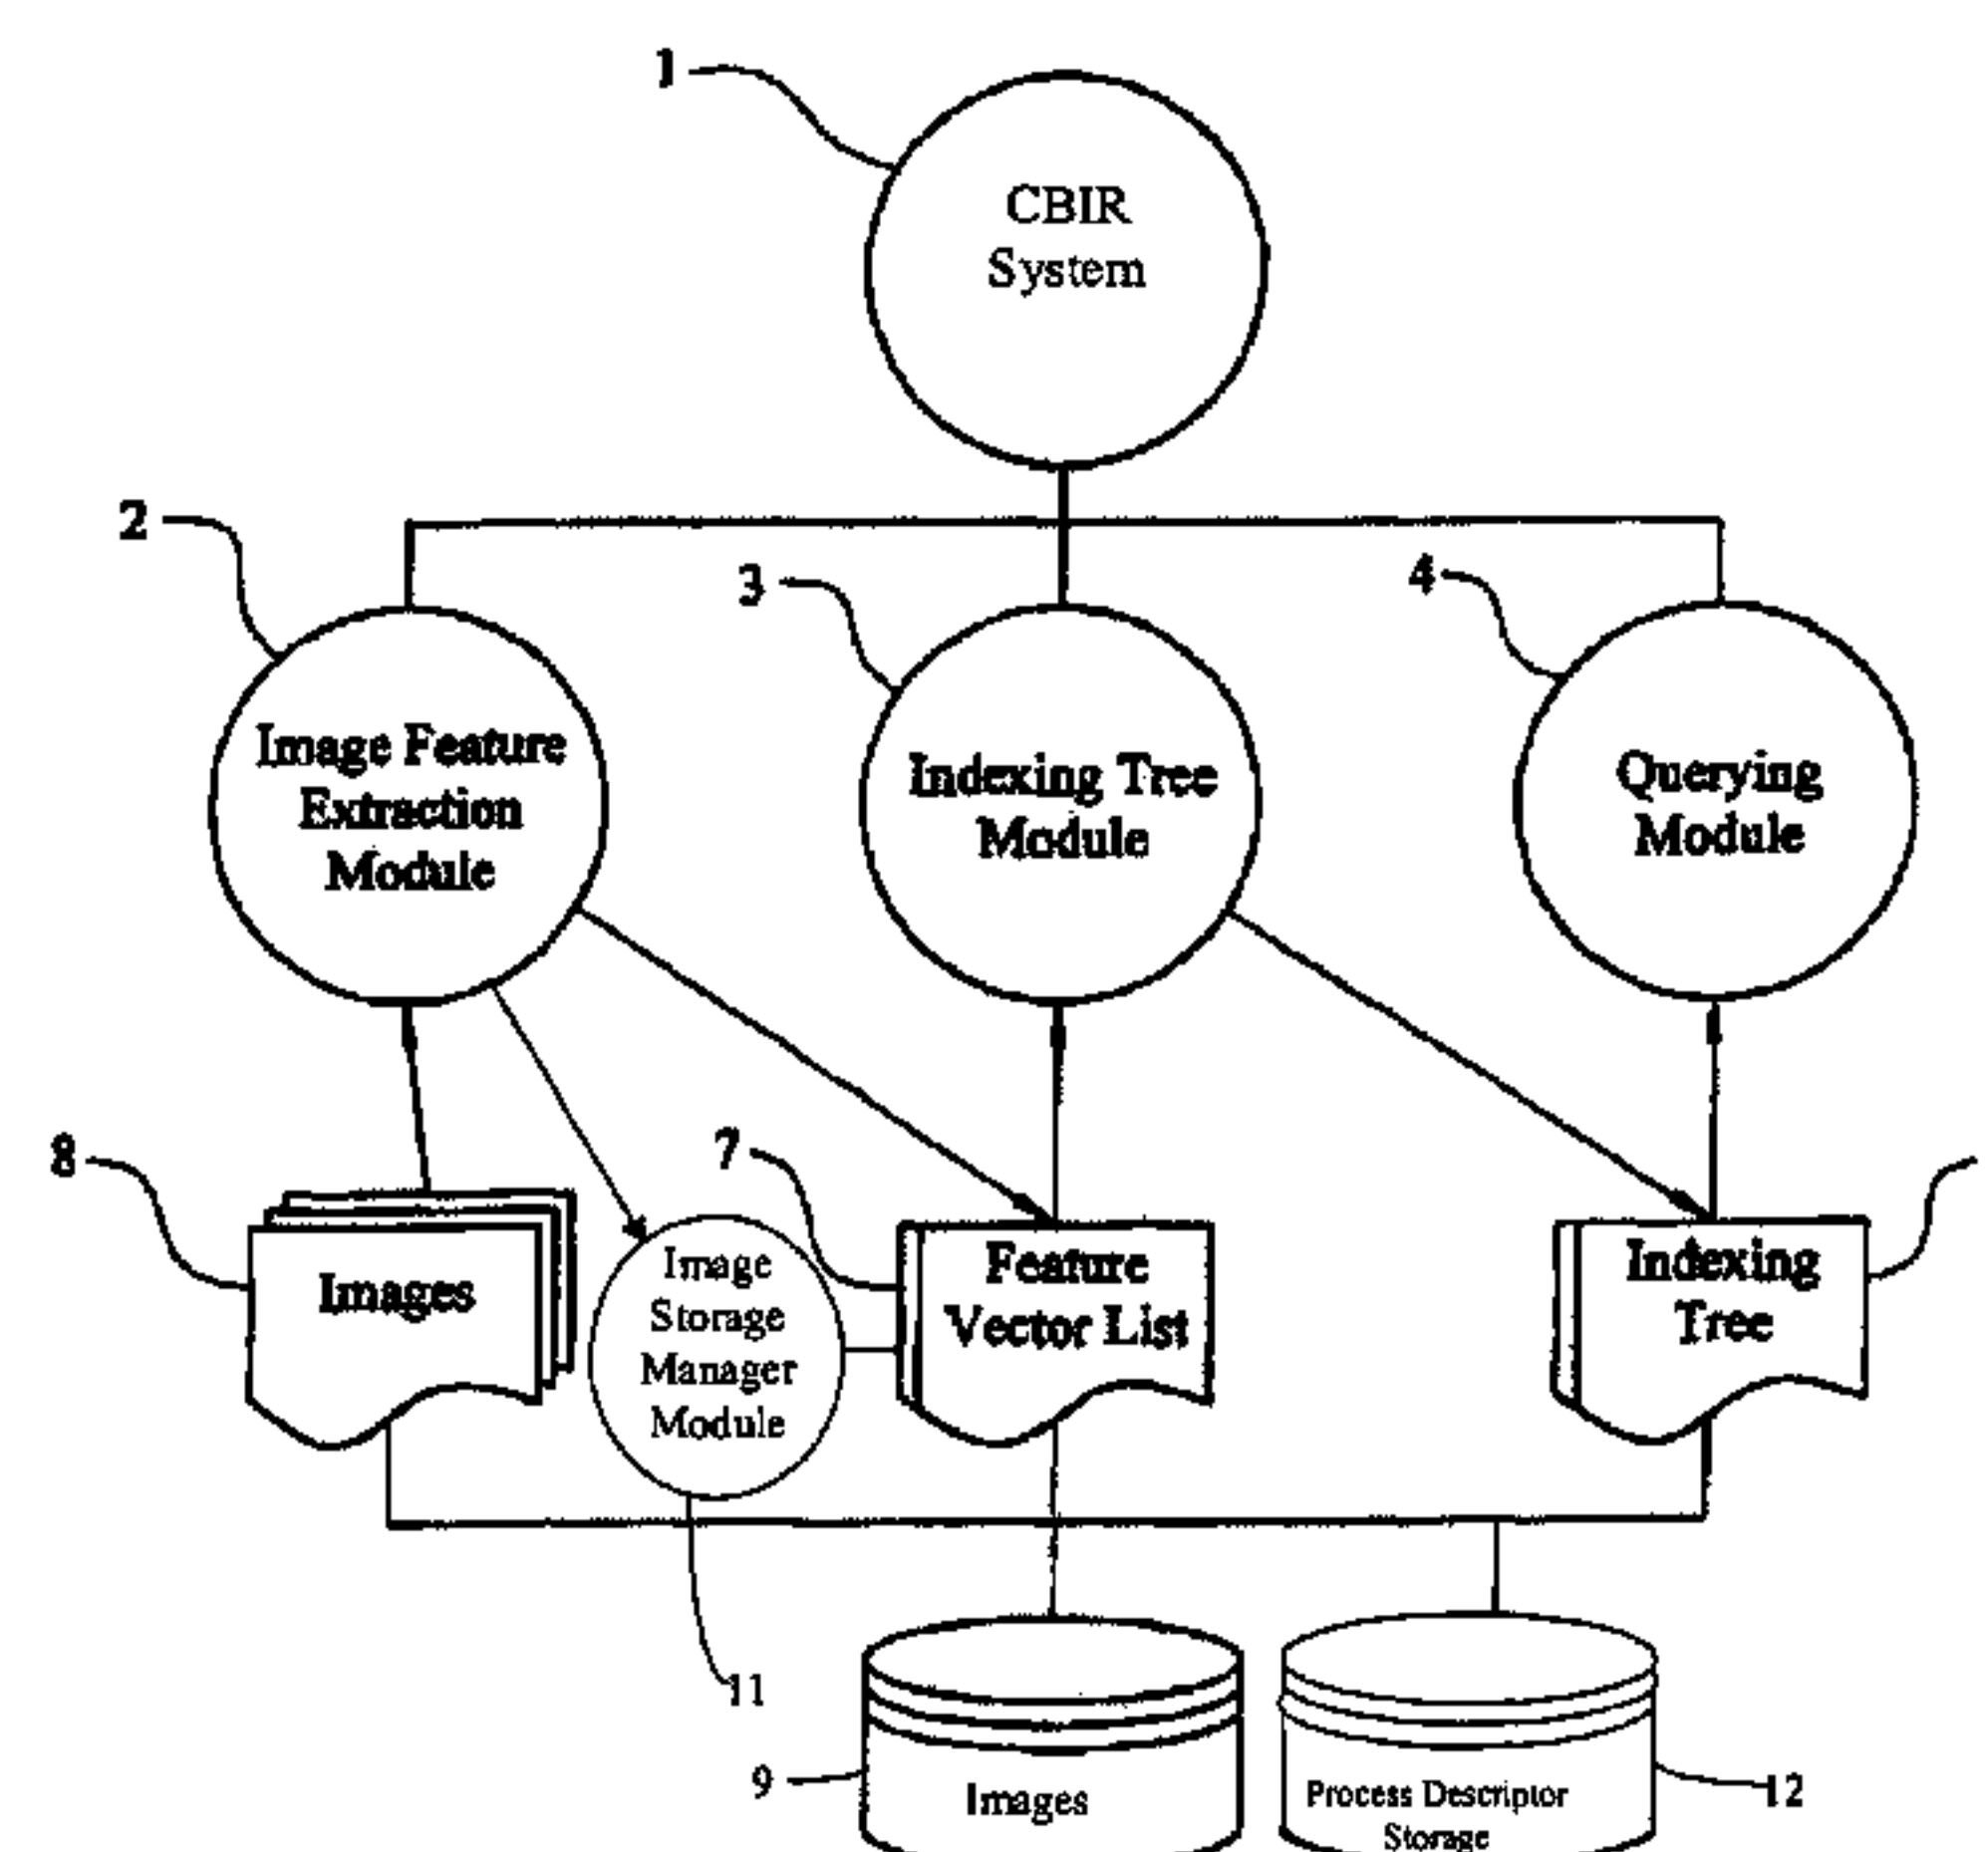 1
CBIR
System
2
3
4
Image Feature
Extraction
Module
Indexing Tree
Module
Querying
Module
8
7
Images
Image
Storage
Manager
Module
Feature
Vector List
Indexing
Tree
11
9
Images
Process Descriptor
Storage
12